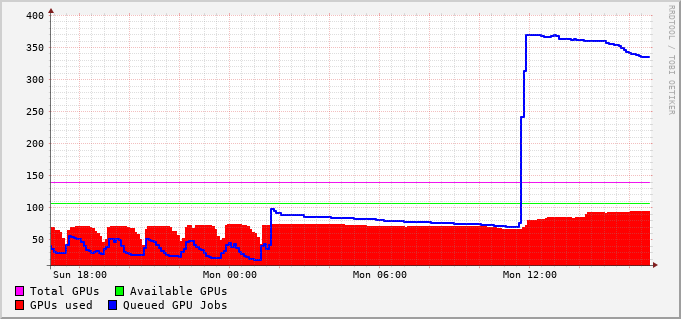 400
350
300
250
200
150
100
50
Sun 18:00 Mon 00:00 Mon 06:00 Mon 12:00
Total GPUs Available GPUs
GPUs used Queued GPU Jobs
RRDTOOL / TOBI OETIKER